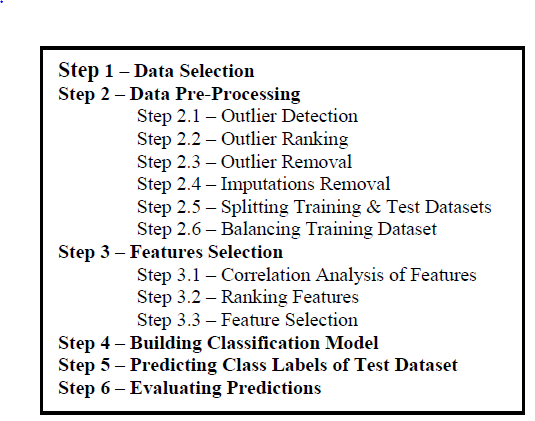 Step 1 – Data Selection
Step 2 – Data Pre-Processing
Step 2.1 – Outlier Detection
Step 2.2 – Outlier Ranking
Step 2.3 – Outlier Removal
Step 2.4 – Imputations Removal
Step 2.5 – Splitting Training & Test Datasets
Step 2.6 – Balancing Training Dataset
Step 3 – Features Selection
Step 3.1 – Correlation Analysis of Features
Step 3.2 – Ranking Features
Step 3.3 – Feature Selection
Step 4 – Building Classification Model
Step 5 – Predicting Class Labels of Test Dataset
Step 6 – Evaluating Predictions